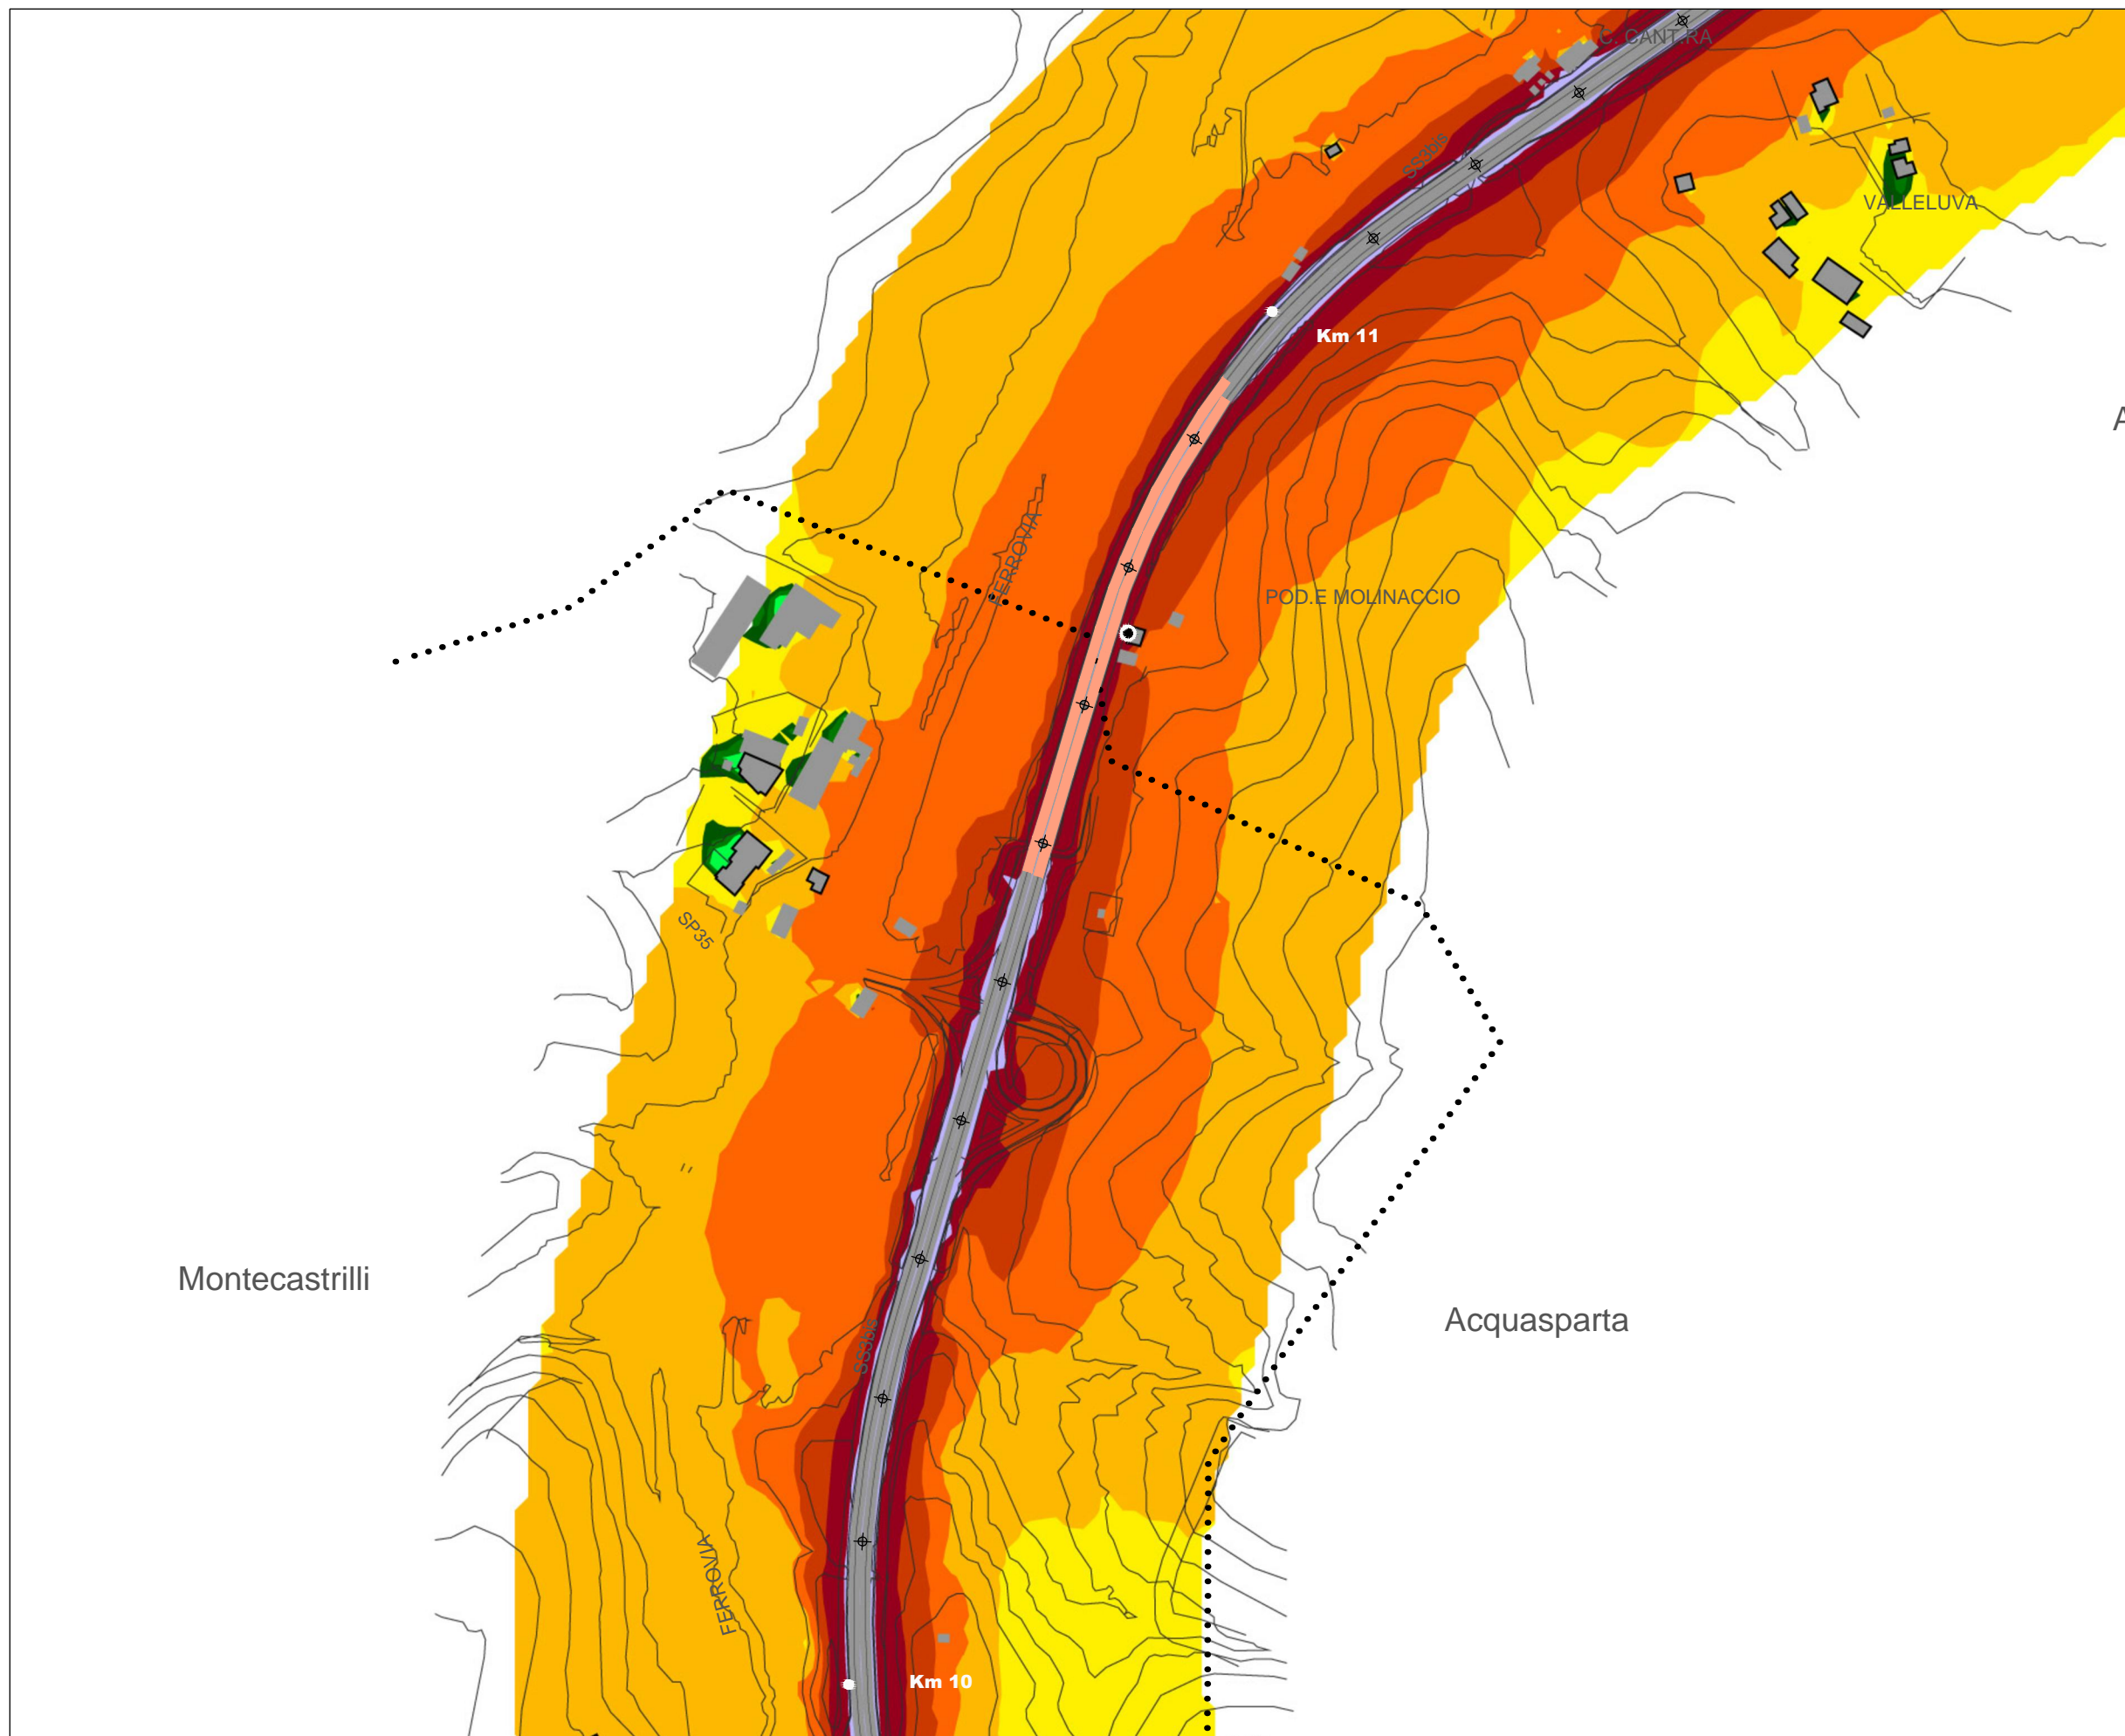 C. CANT.RA
SS3bis
VALLELUVA
Km 11
A
FERROVIA
POD.E MOLINACCIO
SP35
Montecastrilli
Acquasparta
SS3bis
FERROVIA
Km 10